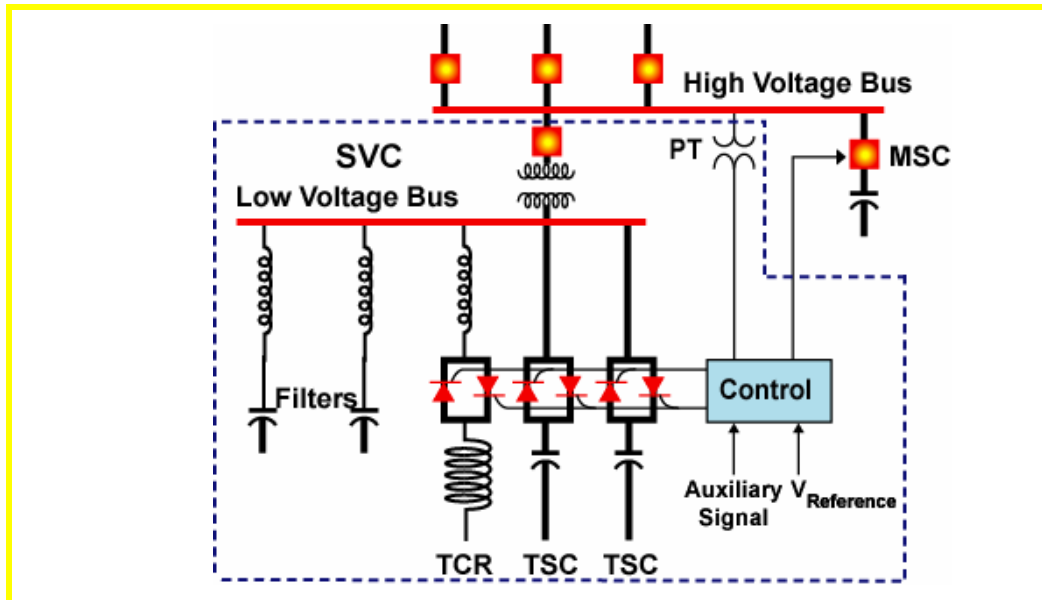 High Voltage Bus
SVC
PT
MSC
Low Voltage Bus
Filters
Control
Auxiliary
Signal
VReference
TCR
TSC
TSC